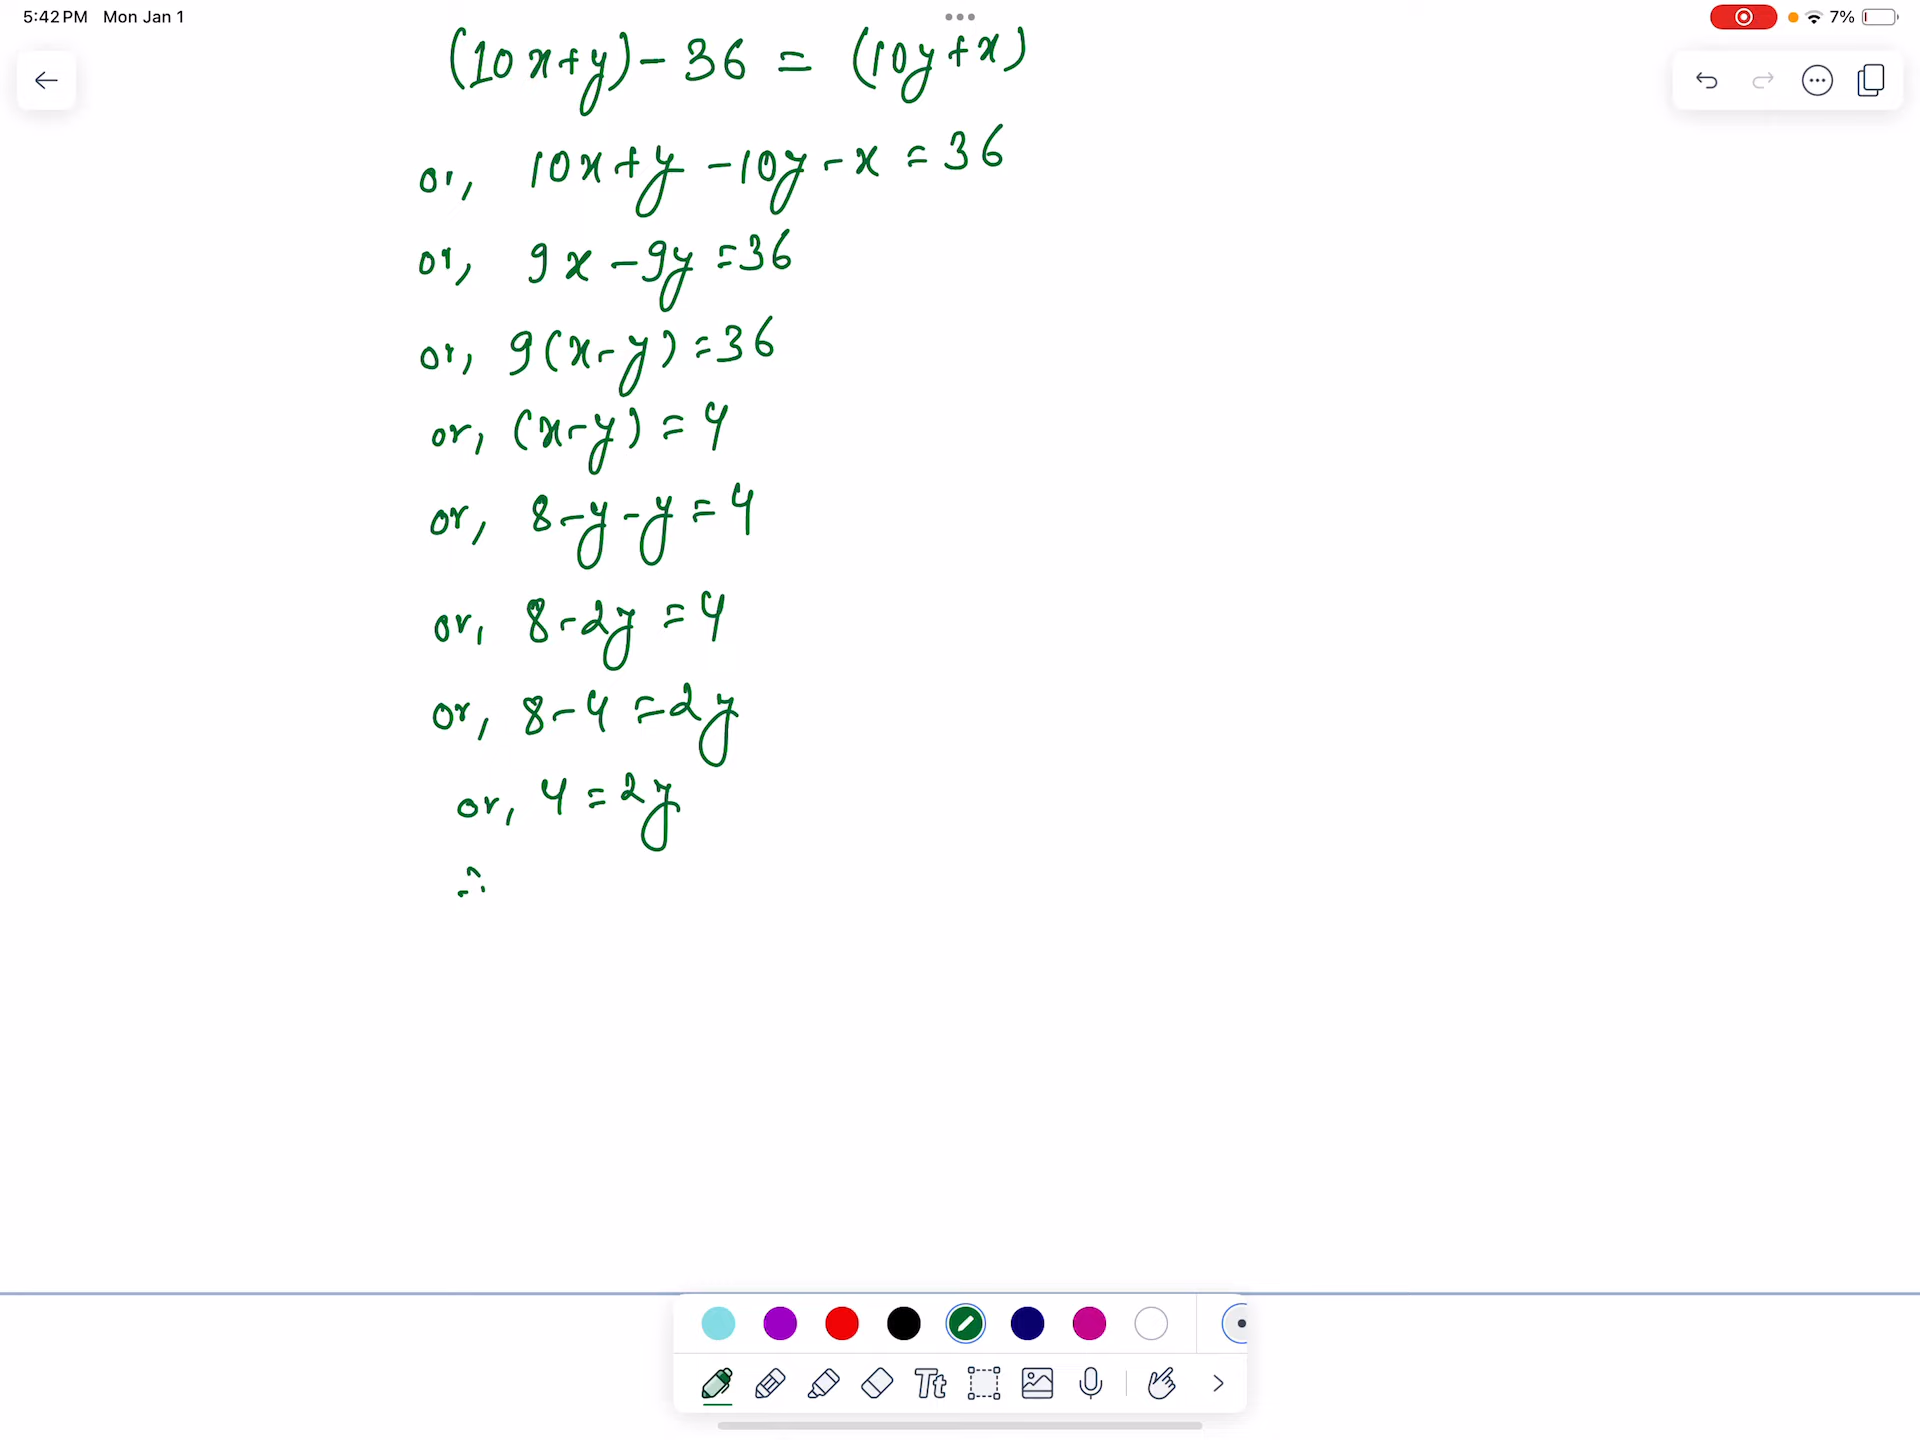 5:42 PM Mon Jan 1
7%
(10x+y) - 36 = (10y+x)
or, 10x+y -10y-x = 36
or, 9x -9y =36
or, 9(x-y) =36
or, (x-y) = 4
or, 8-y-y = 4
or, 8-2y = 4
or, 8-4 =2y
or, 4 = 2y
∴
Tt